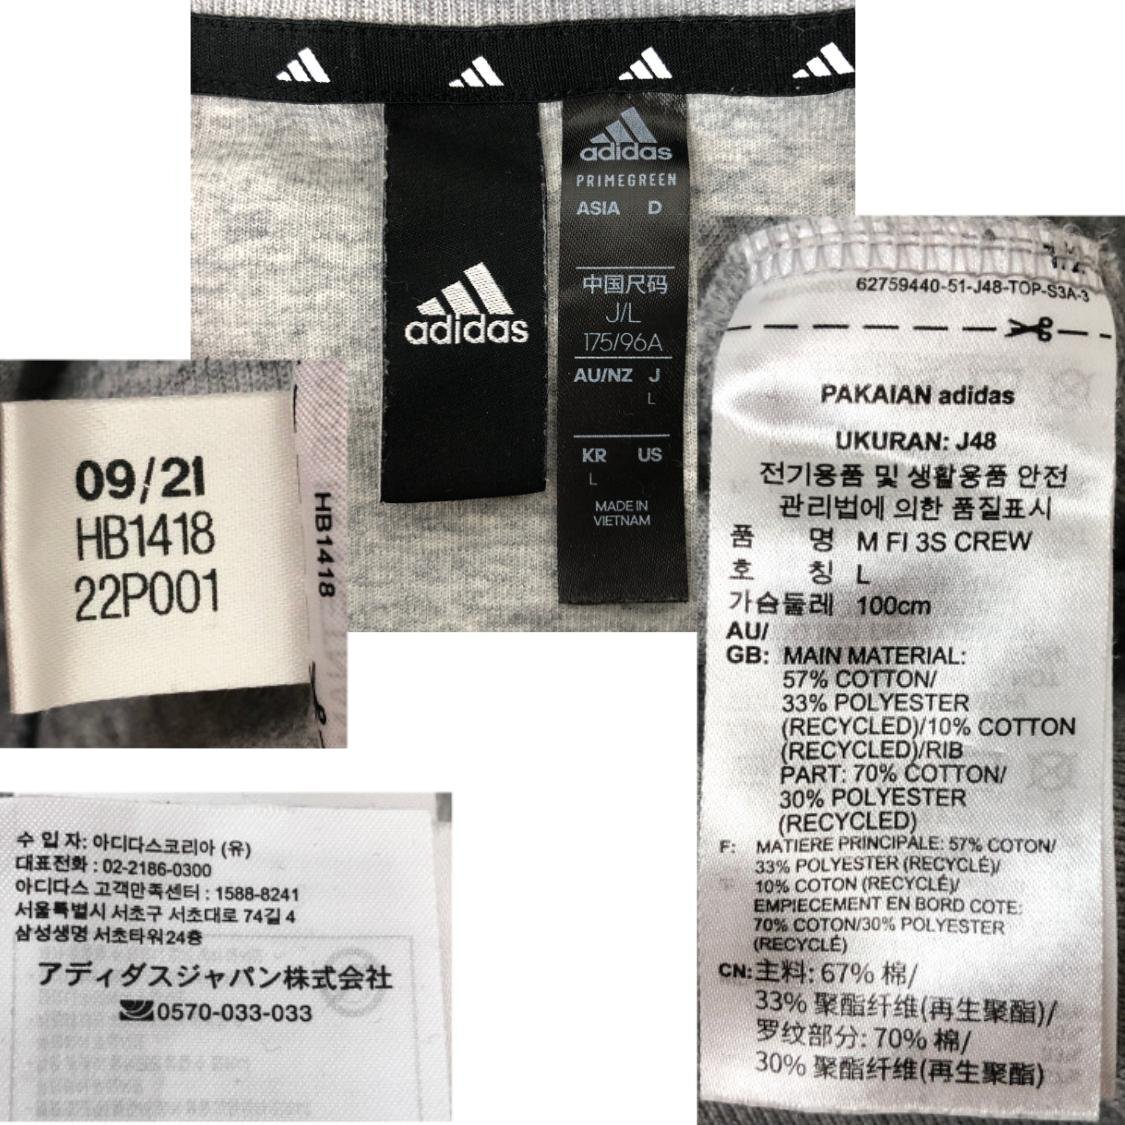 adidas
adidas
PRIMEGREEN
ASIA D
中国尺码
J/L
175/96A
AU/NZ J
L
KR US
L
MADE IN
VIETNAM
09/21
HB1418
22P001
HB1418
62759440-51-J48-TOP-S3A-3
PAKAIAN adidas
UKURAN: J48
전기용품 및 생활용품 안전
관리법에 의한 품질표시
품 명 M FI 3S CREW
호 칭 L
가슴둘레 100cm
AU/
GB: MAIN MATERIAL:
57% COTTON/
33% POLYESTER
(RECYCLED)/10% COTTON
(RECYCLED)/RIB
PART: 70% COTTON/
30% POLYESTER
(RECYCLED)
F: MATIERE PRINCIPALE: 57% COTON/
33% POLYESTER (RECYCLÉ)/
10% COTON (RECYCLÉ)/
EMPIECEMENT EN BORD COTE:
70% COTON/30% POLYESTER
(RECYCLÉ)
CN: 主料: 67% 棉/
33% 聚酯纤维(再生聚酯)/
罗纹部分: 70% 棉/
30% 聚酯纤维(再生聚酯)
수 입 자: 아디다스코리아 (유)
대표전화 : 02-2186-0300
아디다스 고객만족센터 : 1588-8241
서울특별시 서초구 서초대로 74길 4
삼성생명 서초타워24층
アディダスジャパン株式会社
0570-033-033